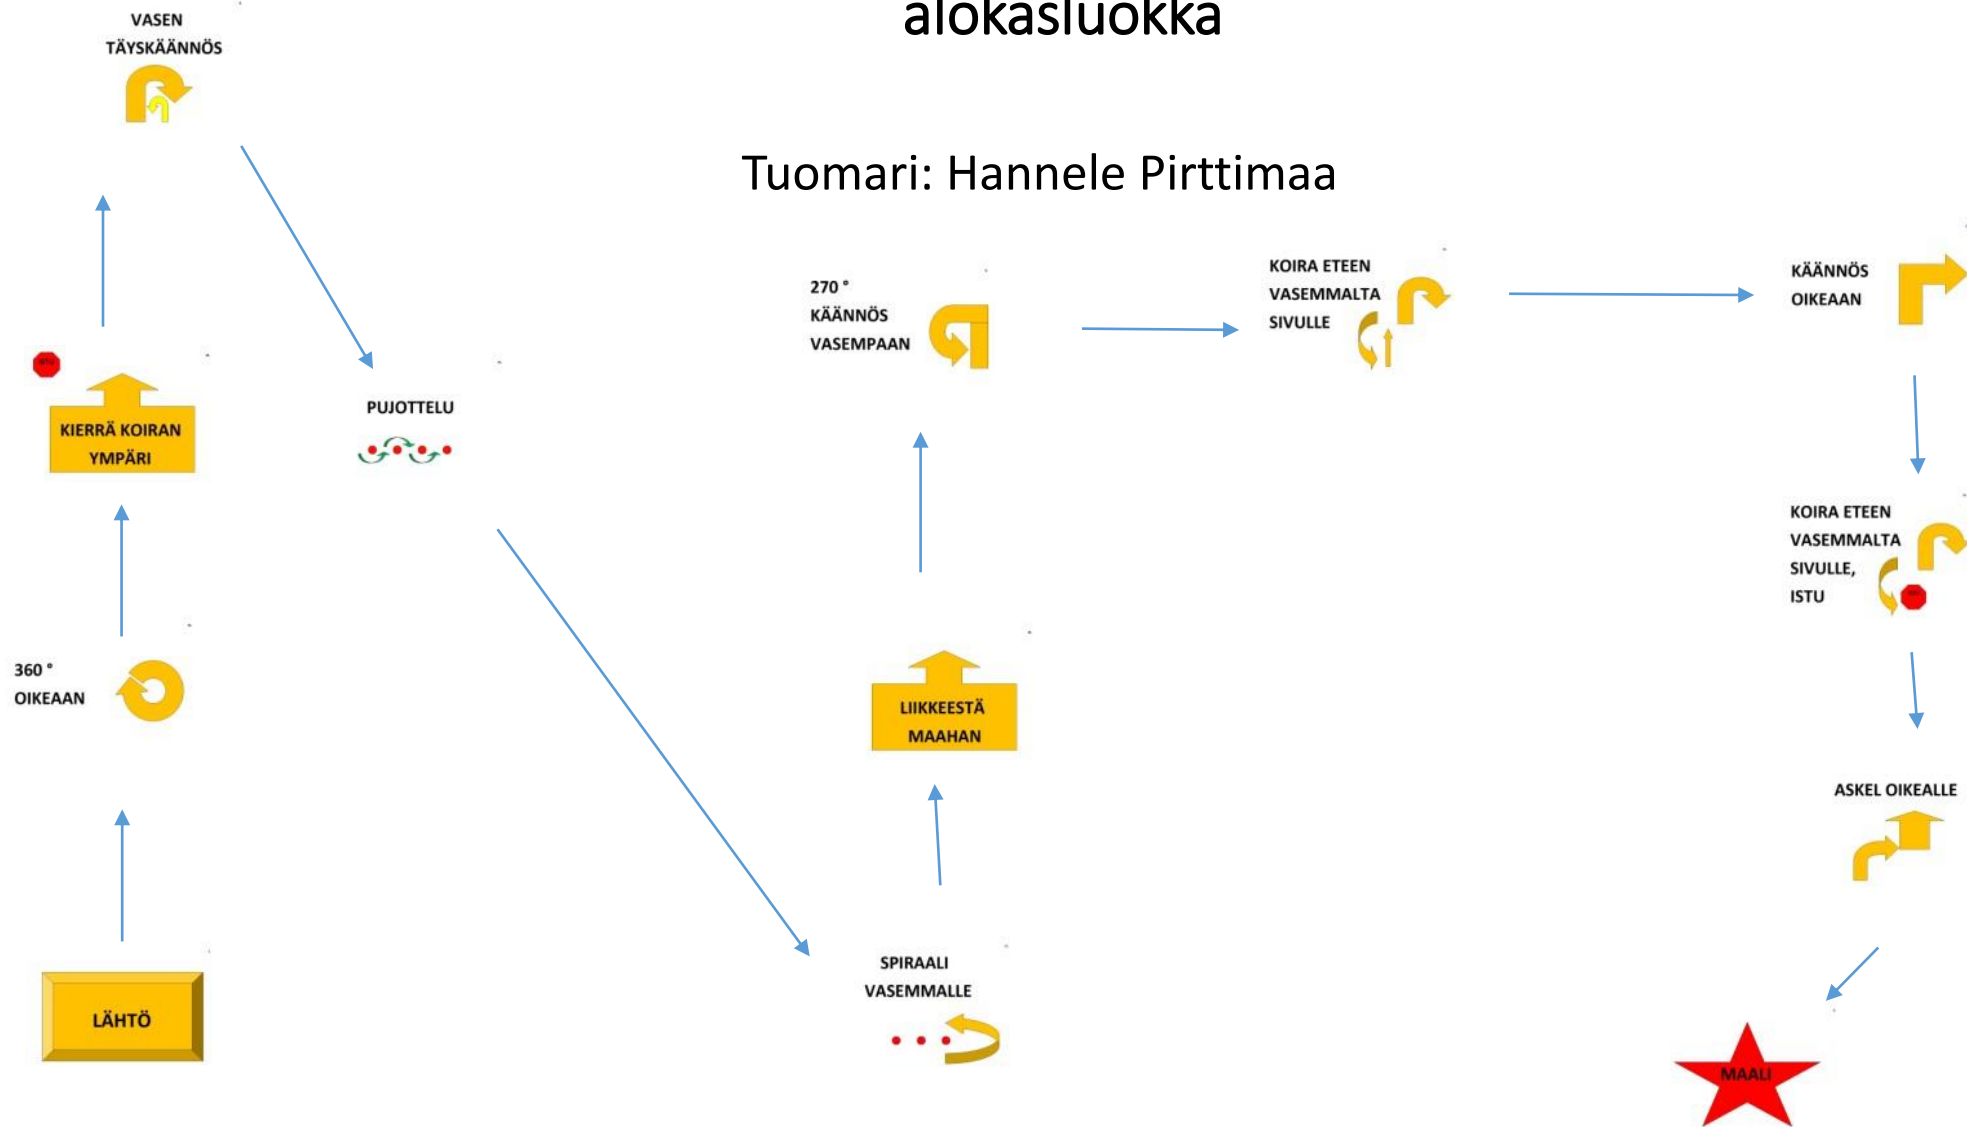 alokasluokka
Tuomari: Hannele Pirttimaa
VASEN
TÄYSKÄÄNNÖS
KIERRÄ KOIRAN
YMPÄRI
360 °
OIKEAAN
LÄHTÖ
PUJOTTELU
SPIRAALI
VASEMMALLE
LIIKKEESTÄ
MAAHAN
270 °
KÄÄNNÖS
VASEMPAAN
KOIRA ETEEN
VASEMMALTA
SIVULLE
KÄÄNNÖS
OIKEAAN
KOIRA ETEEN
VASEMMALTA
SIVULLE,
ISTU
ASKEL OIKEALLE
MAALI